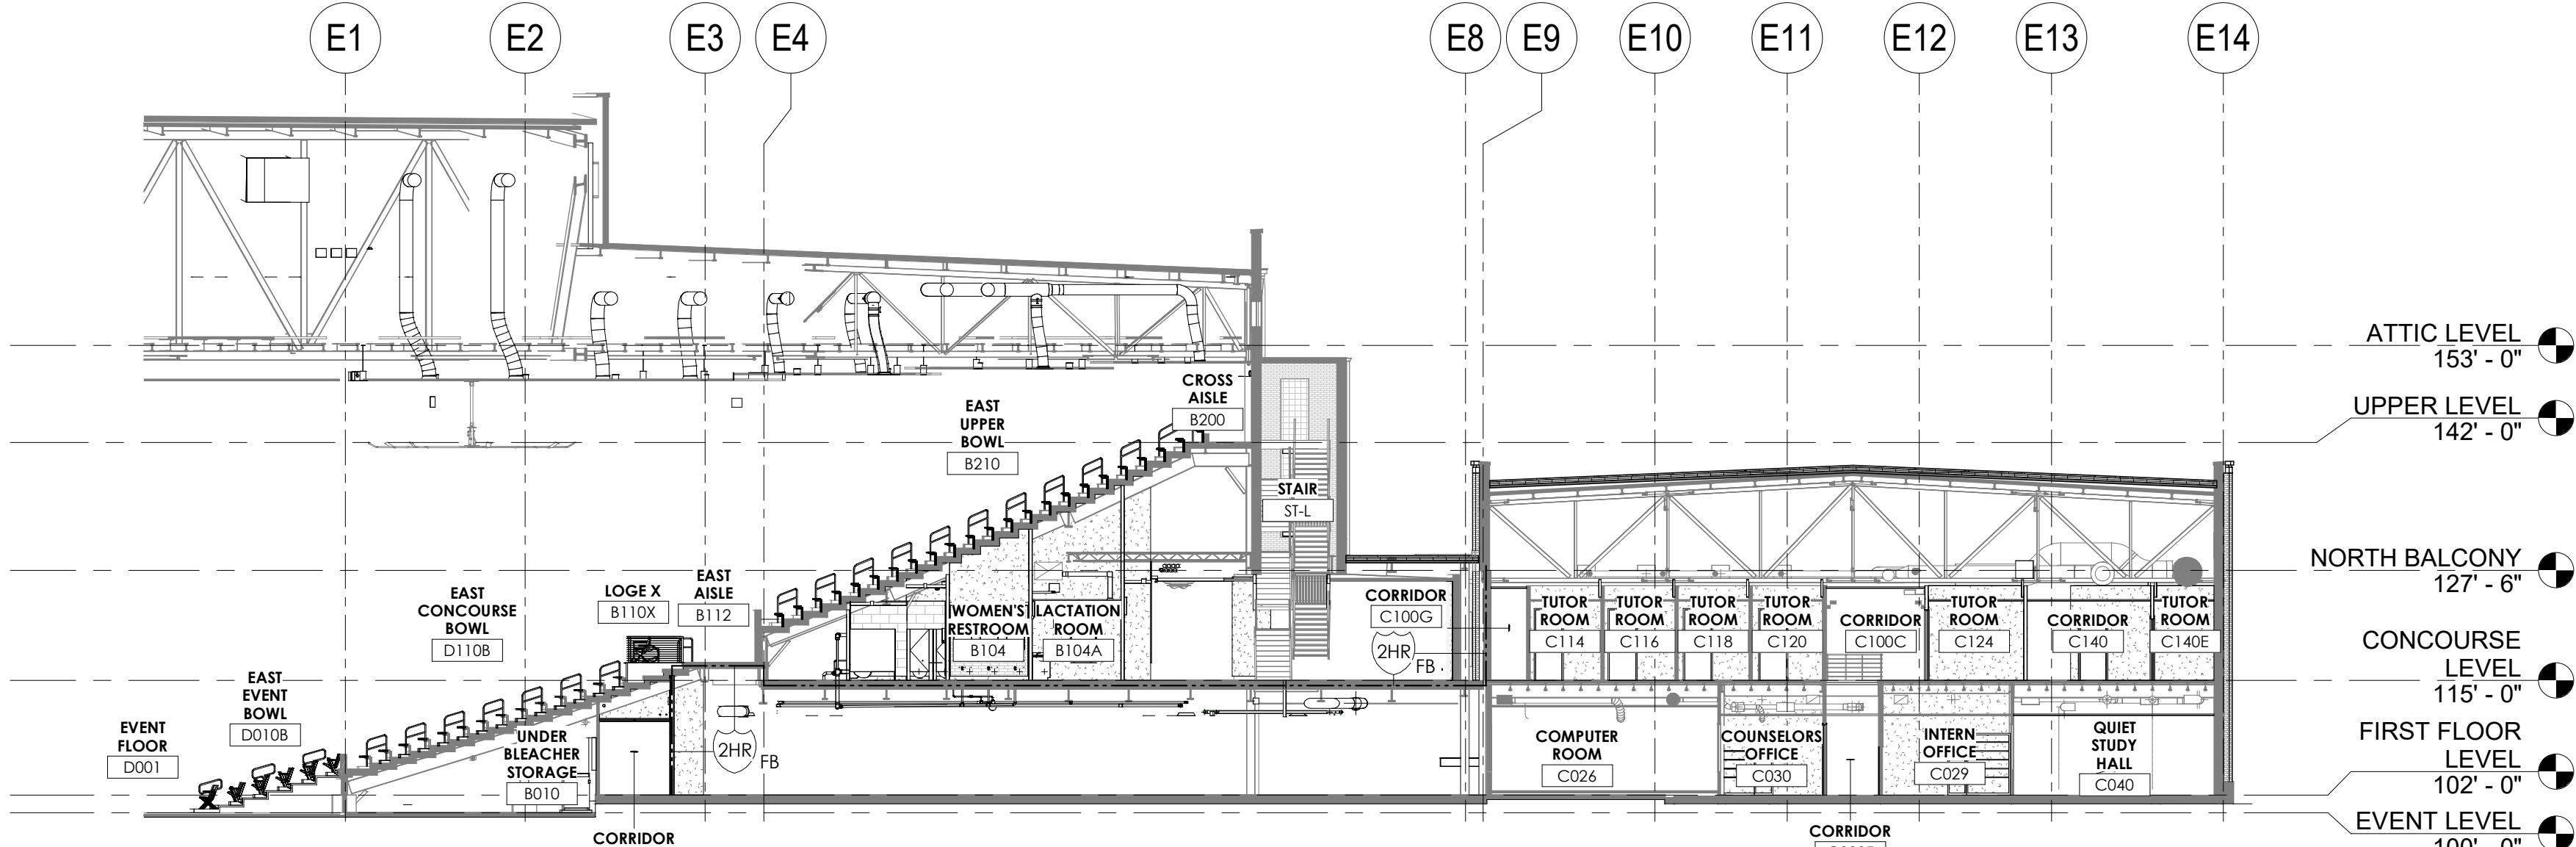 E1
E2
E3
E4
E8
E9
E10
E11
E12
E13
E14
ATTIC LEVEL
153' - 0"
UPPER LEVEL
142' - 0"
NORTH BALCONY
127' - 6"
CONCOURSE
LEVEL
115' - 0"
FIRST FLOOR
LEVEL
102' - 0"
EVENT LEVEL
100' - 0"
CROSS
AISLE
B200
EAST
UPPER
BOWL
B210
STAIR
ST-L
EAST
AISLE
B112
LOGE X
B110X
EAST
CONCOURSE
BOWL
D110B
EAST
EVENT
BOWL
D010B
EVENT
FLOOR
D001
UNDER
BLEACHER
STORAGE
B010
CORRIDOR
2HR
FB
WOMEN'S
RESTROOM
B104
LACTATION
ROOM
B104A
CORRIDOR
C100G
2HR
FB
TUTOR
ROOM
C114
TUTOR
ROOM
C116
TUTOR
ROOM
C118
TUTOR
ROOM
C120
CORRIDOR
C100C
TUTOR
ROOM
C124
CORRIDOR
C140
TUTOR
ROOM
C140E
COMPUTER
ROOM
C026
COUNSELORS
OFFICE
C030
INTERN
OFFICE
C029
QUIET
STUDY
HALL
C040
CORRIDOR